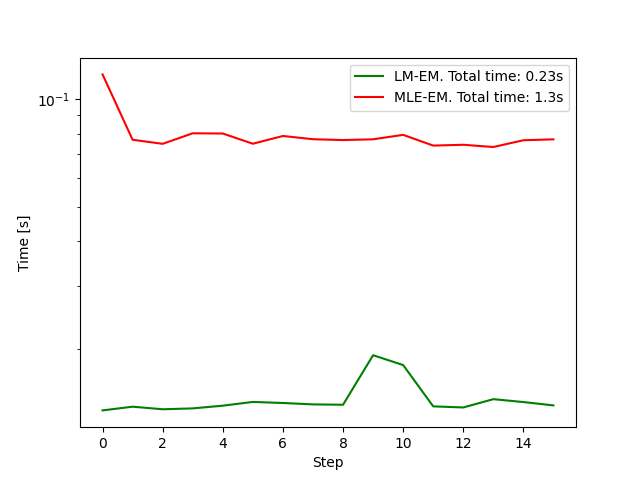 LM-EM. Total time: 0.23s
MLE-EM. Total time: 1.3s
10⁻¹
Time [s]
0 2 4 6 8 10 12 14
Step